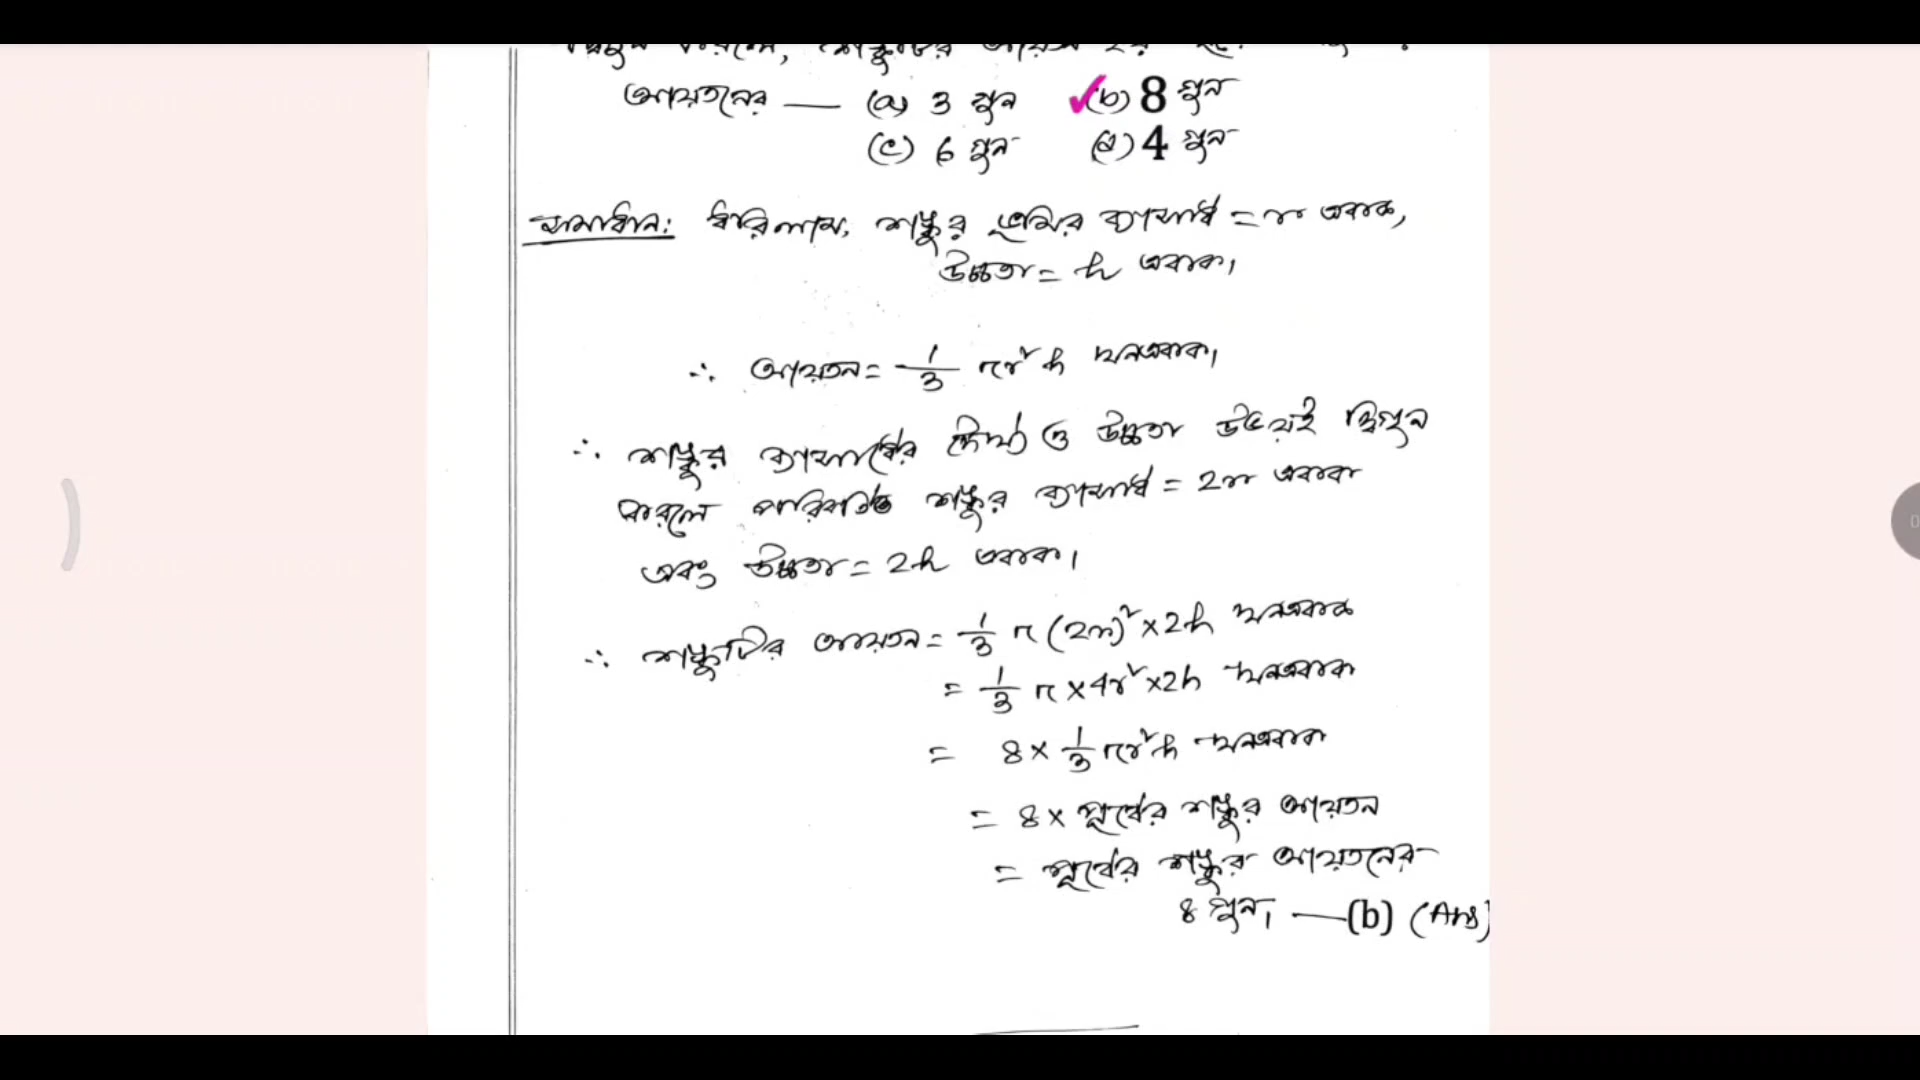 আয়তনের — (a) 3 গুন ✓(b) 8 গুন
(c) 6 গুন (d) 4 গুন
সমাধান: ধরিলাম, শঙ্কুর ভূমির ব্যাসার্ধ = r একক,
উচ্চতা = h একক।
∴ আয়তন = 1/3 πr²h ঘনএকক।
∴ শঙ্কুর ব্যাসার্ধের দৈর্ঘ্য ও উচ্চতা উভয়ই দ্বিগুন
করলে পরিবর্তিত শঙ্কুর ব্যাসার্ধ = 2r একক
এবং উচ্চতা = 2h একক।
∴ শঙ্কুটির আয়তন = 1/3 π (2r)² × 2h ঘনএকক
= 1/3 π × 4r² × 2h ঘনএকক
= 8 × 1/3 πr²h ঘনএকক
= 8 × পূর্বের শঙ্কুর আয়তন
= পূর্বের শঙ্কুর আয়তনের
8 গুন। — (b) (Ans)